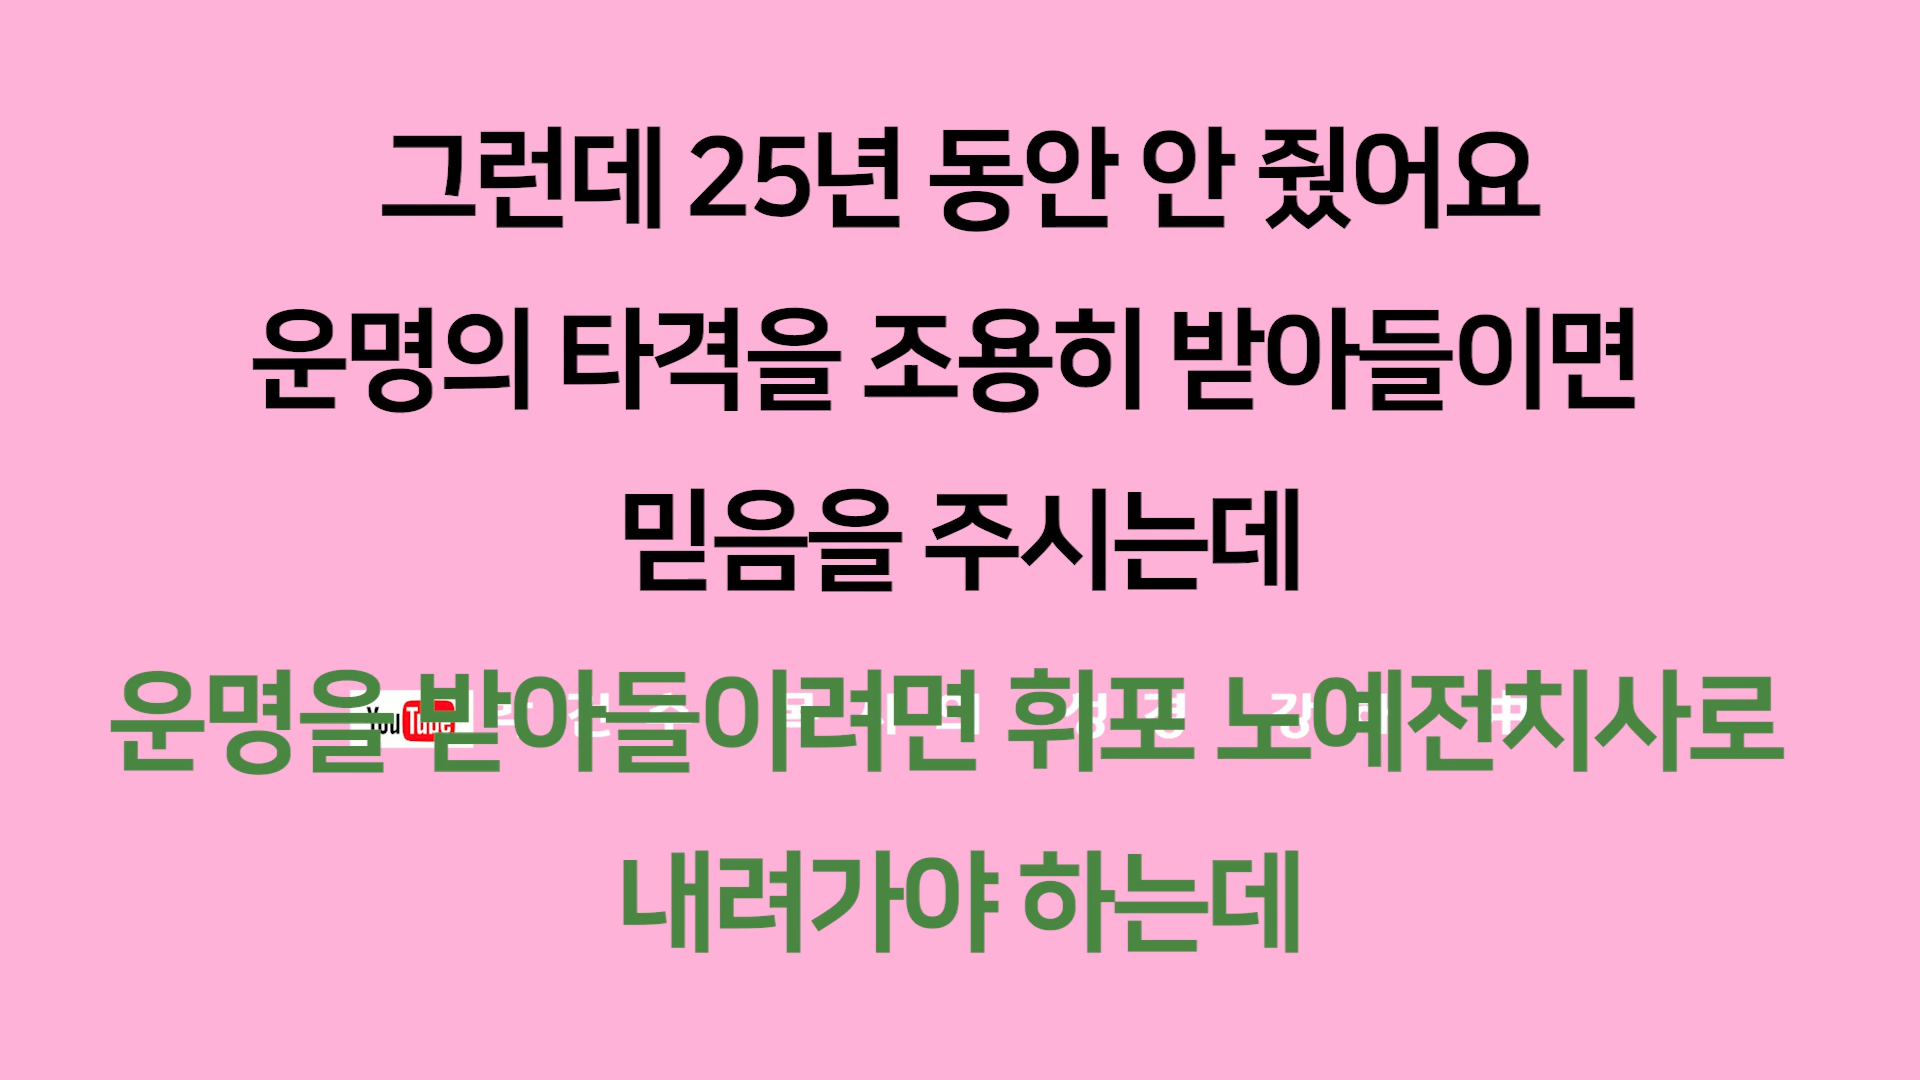 그런데 25년 동안 안 줬어요
운명의 타격을 조용히 받아들이면
믿음을 주시는데
운명을 받아들이려면 휘포 노예전치사로
YouTube
내려가야 하는데